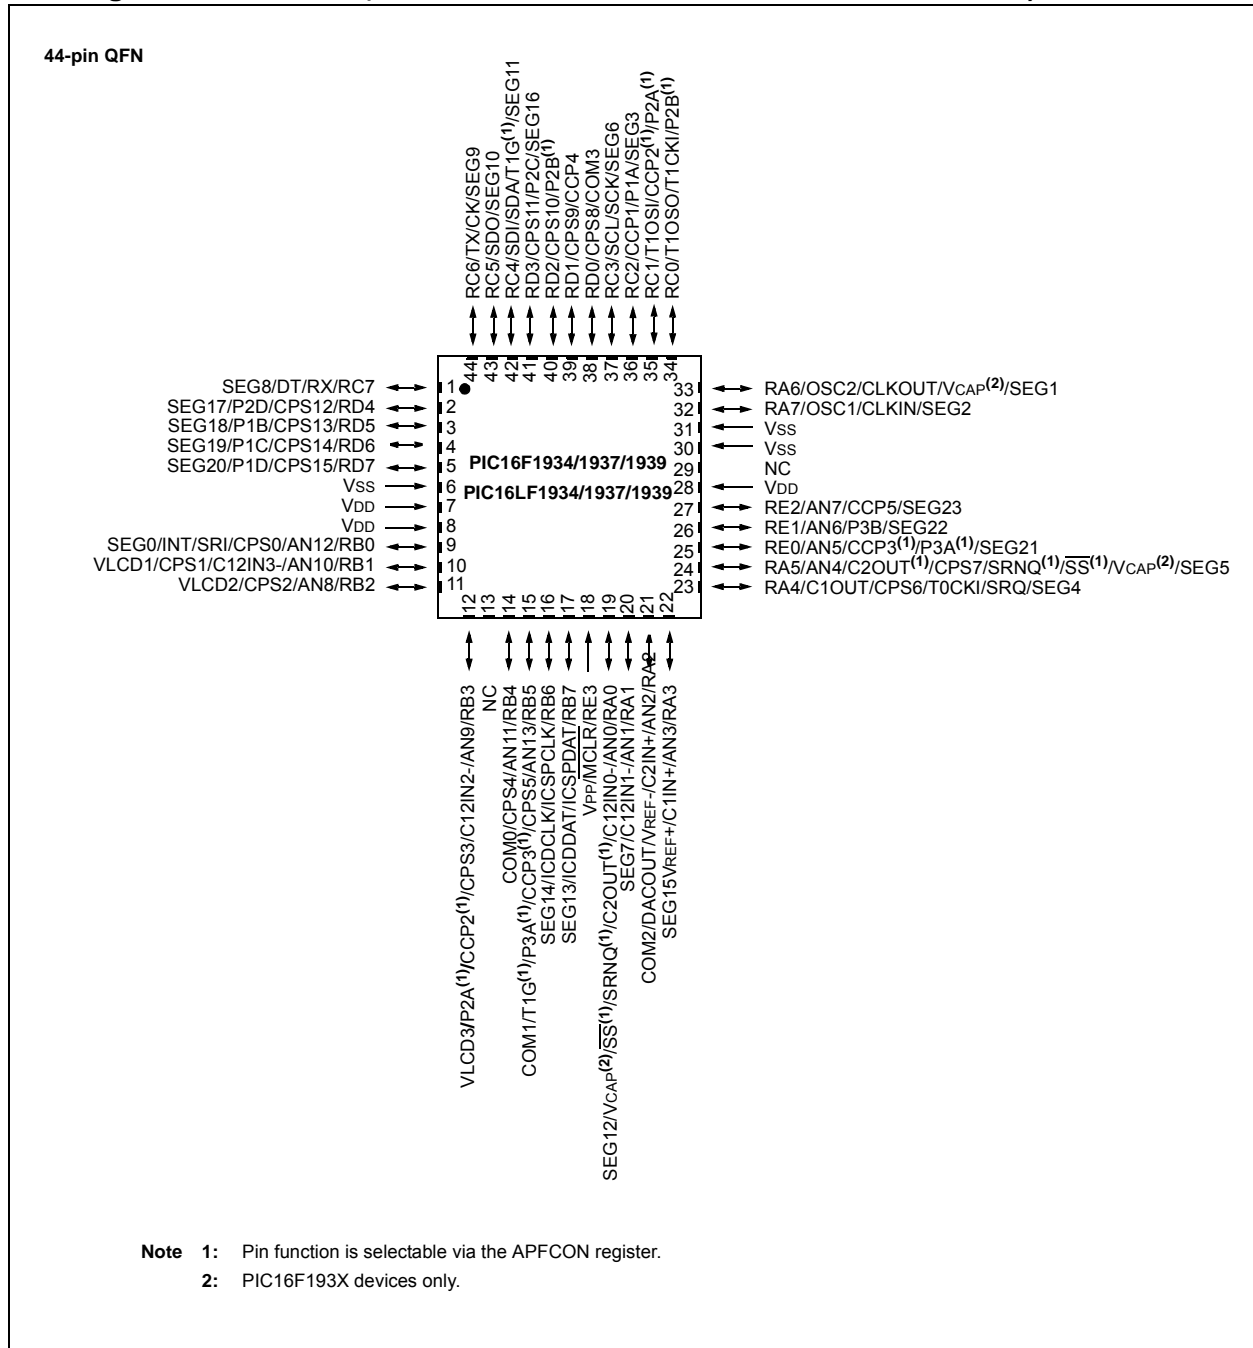 44-pin QFN
RC6/TX/CK/SEG9
RC5/SDO/SEG10
RC4/SDI/SDA/T1G(1)/SEG11
RD3/CPS11/P2C/SEG16
RD2/CPS10/P2B(1)
RD1/CPS9/CCP4
RD0/CPS8/COM3
RC3/SCL/SCK/SEG6
RC2/CCP1/P1A/SEG3
RC1/T1OSI/CCP2(1)/P2A(1)
RC0/T1OSO/T1CKI/P2B(1)
44
43
42
41
40
39
38
37
36
35
34
SEG8/DT/RX/RC7 1
SEG17/P2D/CPS12/RD4 2
SEG18/P1B/CPS13/RD5 3
SEG19/P1C/CPS14/RD6 4
SEG20/P1D/CPS15/RD7 5
VSS 6
VDD 7
VDD 8
SEG0/INT/SRI/CPS0/AN12/RB0 9
VLCD1/CPS1/C12IN3-/AN10/RB1 10
VLCD2/CPS2/AN8/RB2 11
PIC16F1934/1937/1939
PIC16LF1934/1937/1939
33 RA6/OSC2/CLKOUT/VCAP(2)/SEG1
32 RA7/OSC1/CLKIN/SEG2
31 VSS
30 VSS
29 NC
28 VDD
27 RE2/AN7/CCP5/SEG23
26 RE1/AN6/P3B/SEG22
25 RE0/AN5/CCP3(1)/P3A(1)/SEG21
24 RA5/AN4/C2OUT(1)/CPS7/SRNQ(1)/SS(1)/VCAP(2)/SEG5
23 RA4/C1OUT/CPS6/T0CKI/SRQ/SEG4
12
13
14
15
16
17
18
19
20
21
22
VLCD3/P2A(1)/CCP2(1)/CPS3/C12IN2-/AN9/RB3
NC
COM0/CPS4/AN11/RB4
COM1/T1G(1)/P3A(1)/CCP3(1)/CPS5/AN13/RB5
SEG14/ICDCLK/ICSPCLK/RB6
SEG13/ICDDAT/ICSPDAT/RB7
VPP/MCLR/RE3
SEG12/VCAP(2)/SS(1)/SRNQ(1)/C2OUT(1)/C12IN0-/AN0/RA0
SEG7/C12IN1-/AN1/RA1
COM2/DACOUT/VREF-/C2IN+/AN2/RA2
SEG15VREF+/C1IN+/AN3/RA3
Note 1: Pin function is selectable via the APFCON register.
2: PIC16F193X devices only.